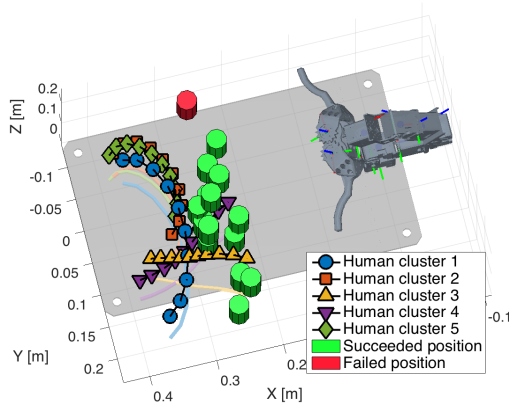 0.2
0.1
0
Z [m]
-0.1
-0.05
0
0.05
0.1
0.15
0.2
Y [m]
0.4
0.3
0.2
-0.1
X [m]
Human cluster 1
Human cluster 2
Human cluster 3
Human cluster 4
Human cluster 5
Succeeded position
Failed position